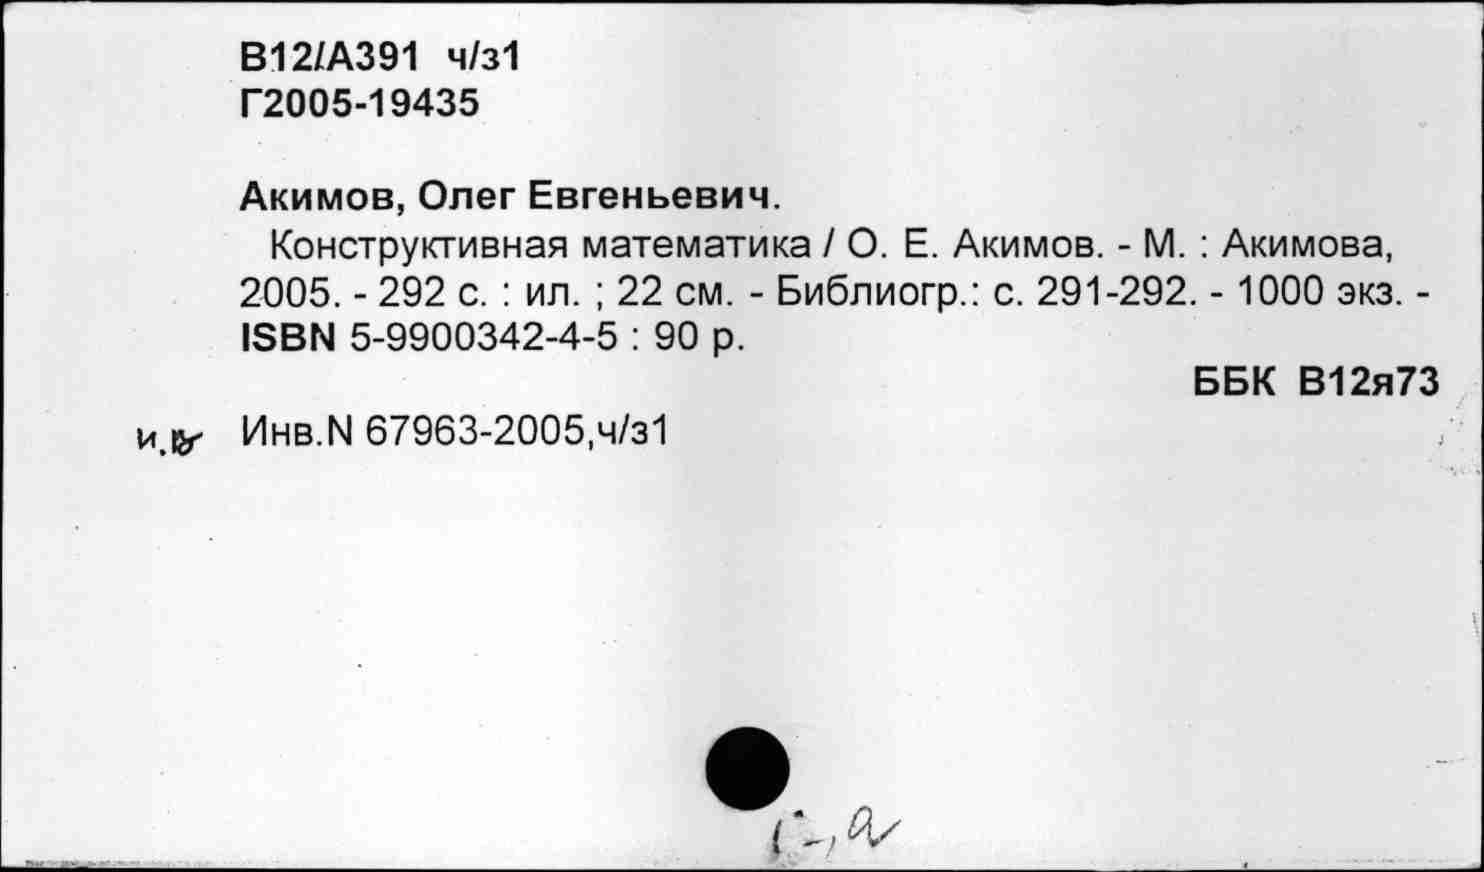 В12/А391 ч/з1
Г2005-19435
Акимов, Олег Евгеньевич.
Конструктивная математика / О. Е. Акимов. - М. : Акимова,
2005. - 292 с. : ил. ; 22 см. - Библиогр.: с. 291-292. - 1000 экз. -
ISBN 5-9900342-4-5 : 90 р.
ББК В12я73
Инв.N 67963-2005,ч/з1